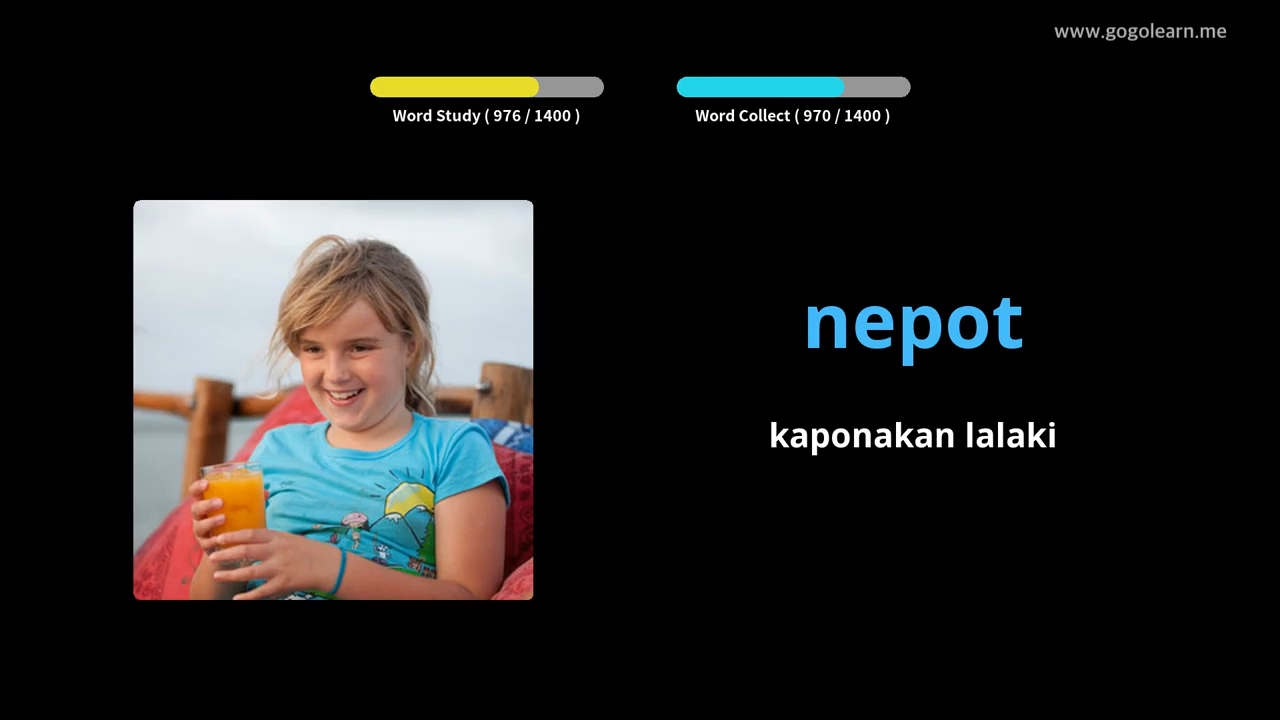 www.gogolearn.me
Word Study ( 976 / 1400 )
Word Collect ( 970 / 1400 )
nepot
kaponakan lalaki